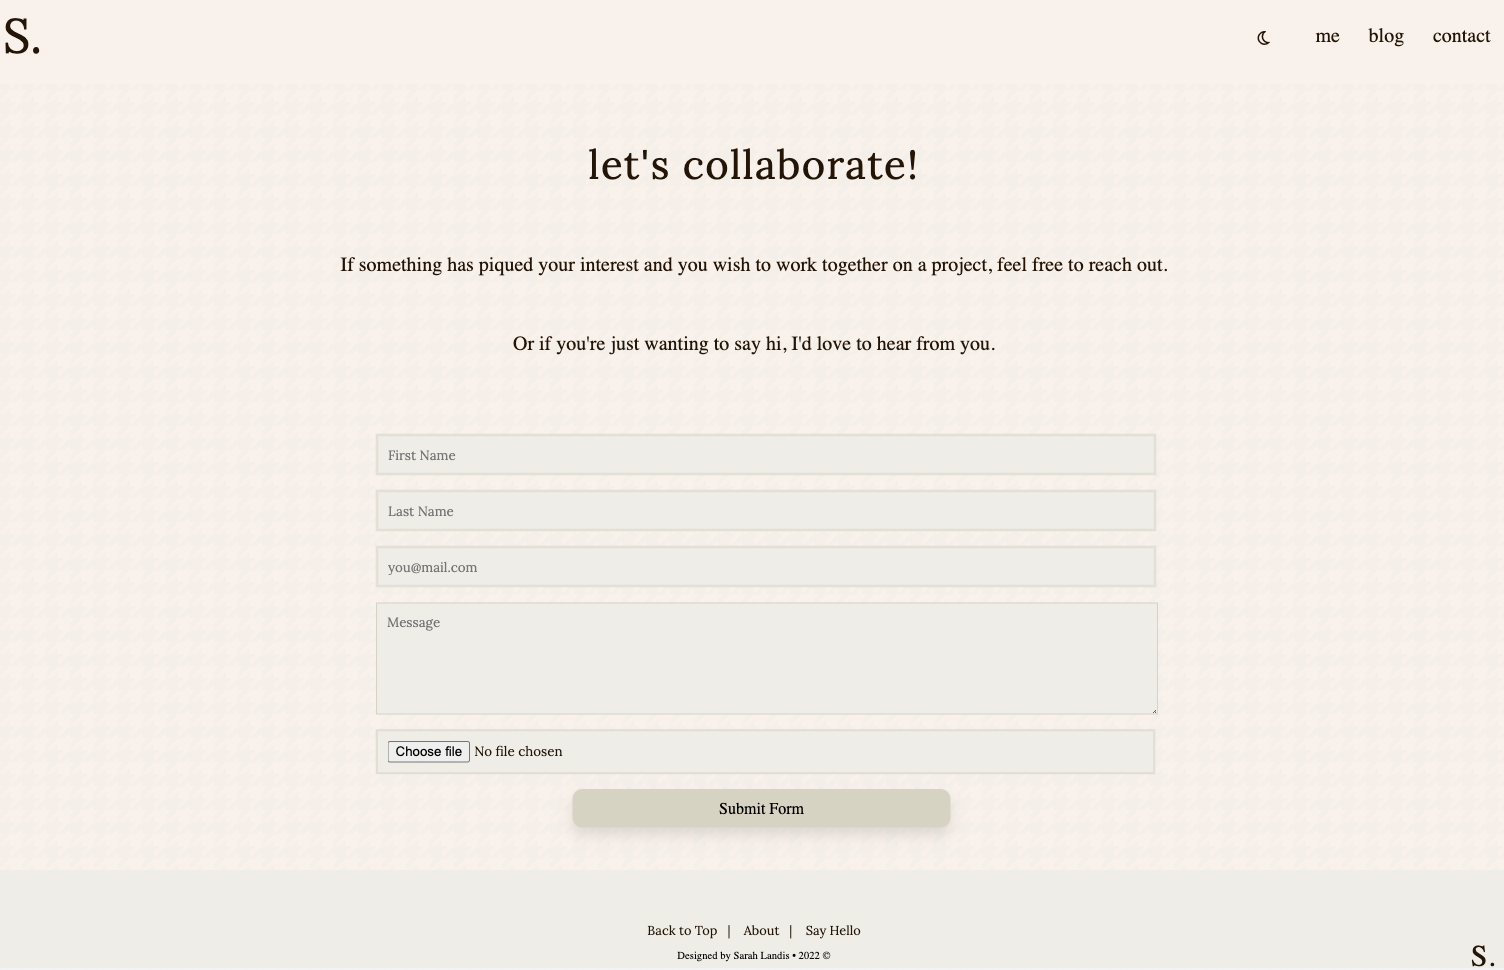 S.
me blog contact
let's collaborate!
If something has piqued your interest and you wish to work together on a project, feel free to reach out.
Or if you're just wanting to say hi, I'd love to hear from you.
First Name
Last Name
you@mail.com
Message
Choose file No file chosen
Submit Form
Back to Top | About | Say Hello
Designed by Sarah Landis • 2022 ©
S.